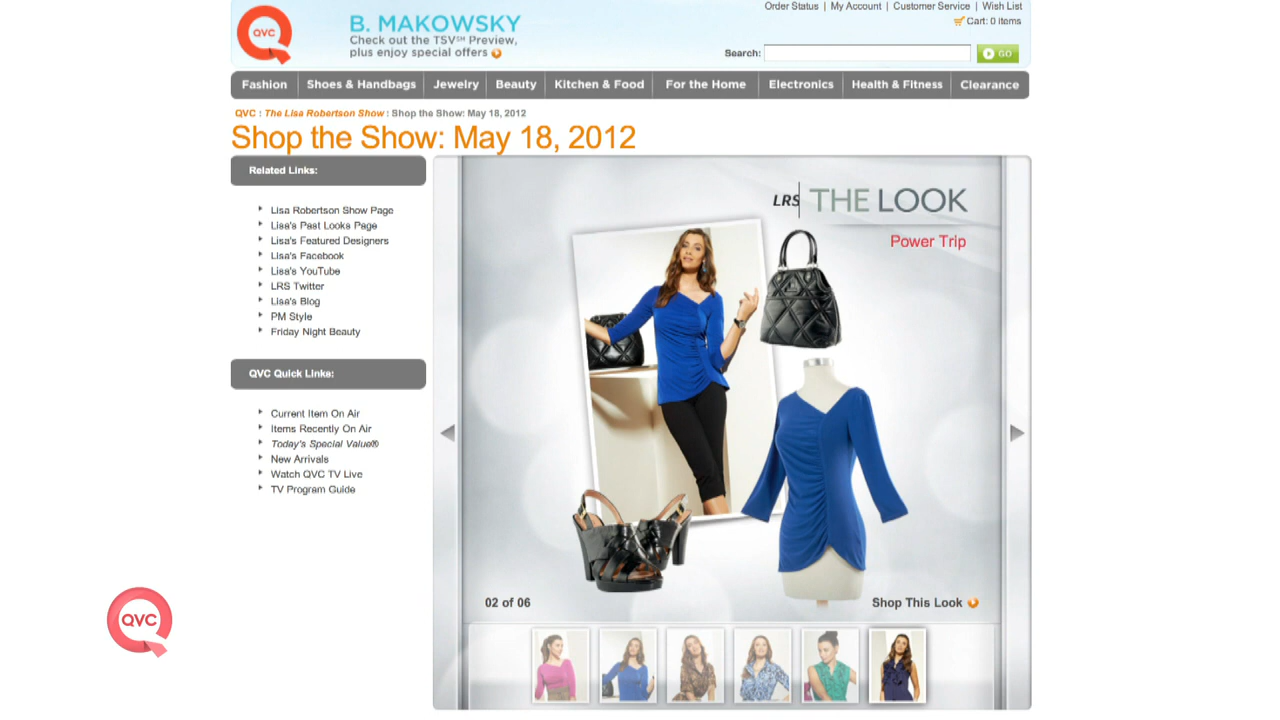 Order Status | My Account | Customer Service | Wish List
QVC
B. MAKOWSKY
Check out the TSV℠ Preview,
plus enjoy special offers
Cart: 0 items
Search:
GO
Fashion
Shoes & Handbags
Jewelry
Beauty
Kitchen & Food
For the Home
Electronics
Health & Fitness
Clearance
QVC : The Lisa Robertson Show : Shop the Show: May 18, 2012
Shop the Show: May 18, 2012
Related Links:
Lisa Robertson Show Page
Lisa's Past Looks Page
Lisa's Featured Designers
Lisa's Facebook
Lisa's YouTube
LRS Twitter
Lisa's Blog
PM Style
Friday Night Beauty
QVC Quick Links:
Current Item On Air
Items Recently On Air
Today's Special Value®
New Arrivals
Watch QVC TV Live
TV Program Guide
LRS THE LOOK
Power Trip
02 of 06
Shop This Look
QVC